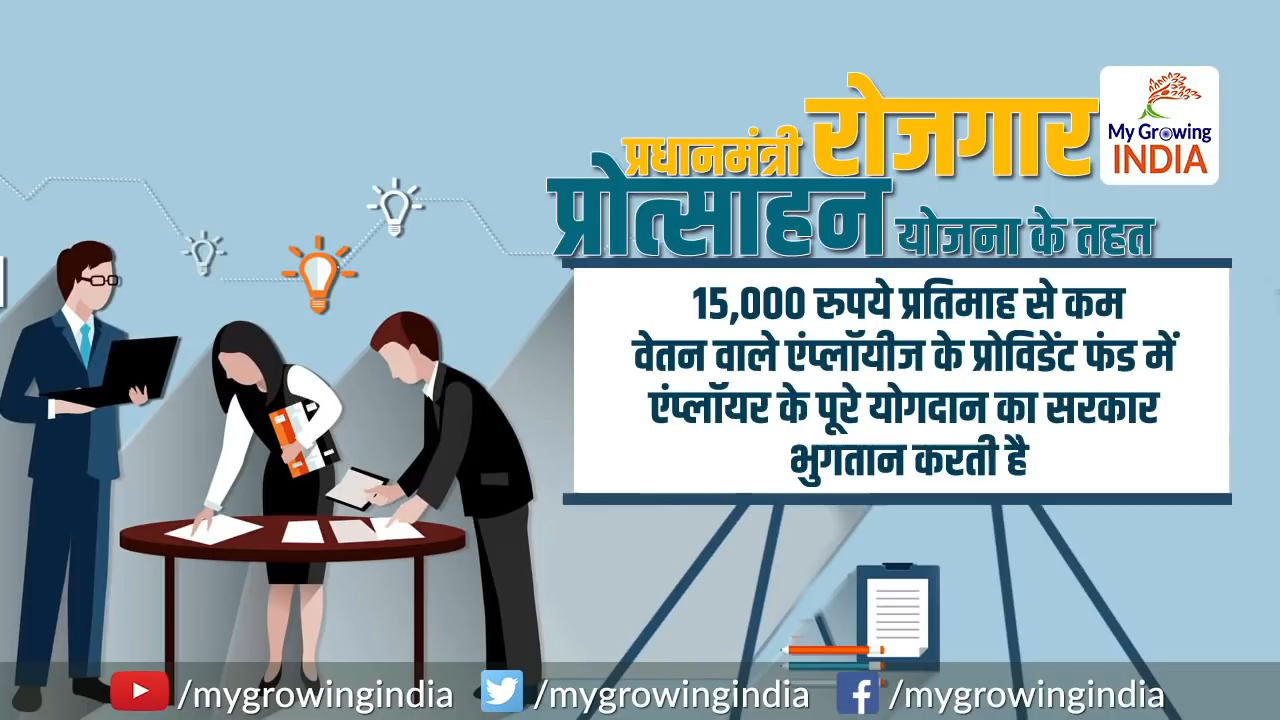 प्रधानमंत्री रोजगार
प्रोत्साहन योजना के तहत
My Growing
INDIA
15,000 रुपये प्रतिमाह से कम
वेतन वाले एंप्लॉयीज के प्रोविडेंट फंड में
एंप्लॉयर के पूरे योगदान का सरकार
भुगतान करती है
/mygrowingindia /mygrowingindia /mygrowingindia